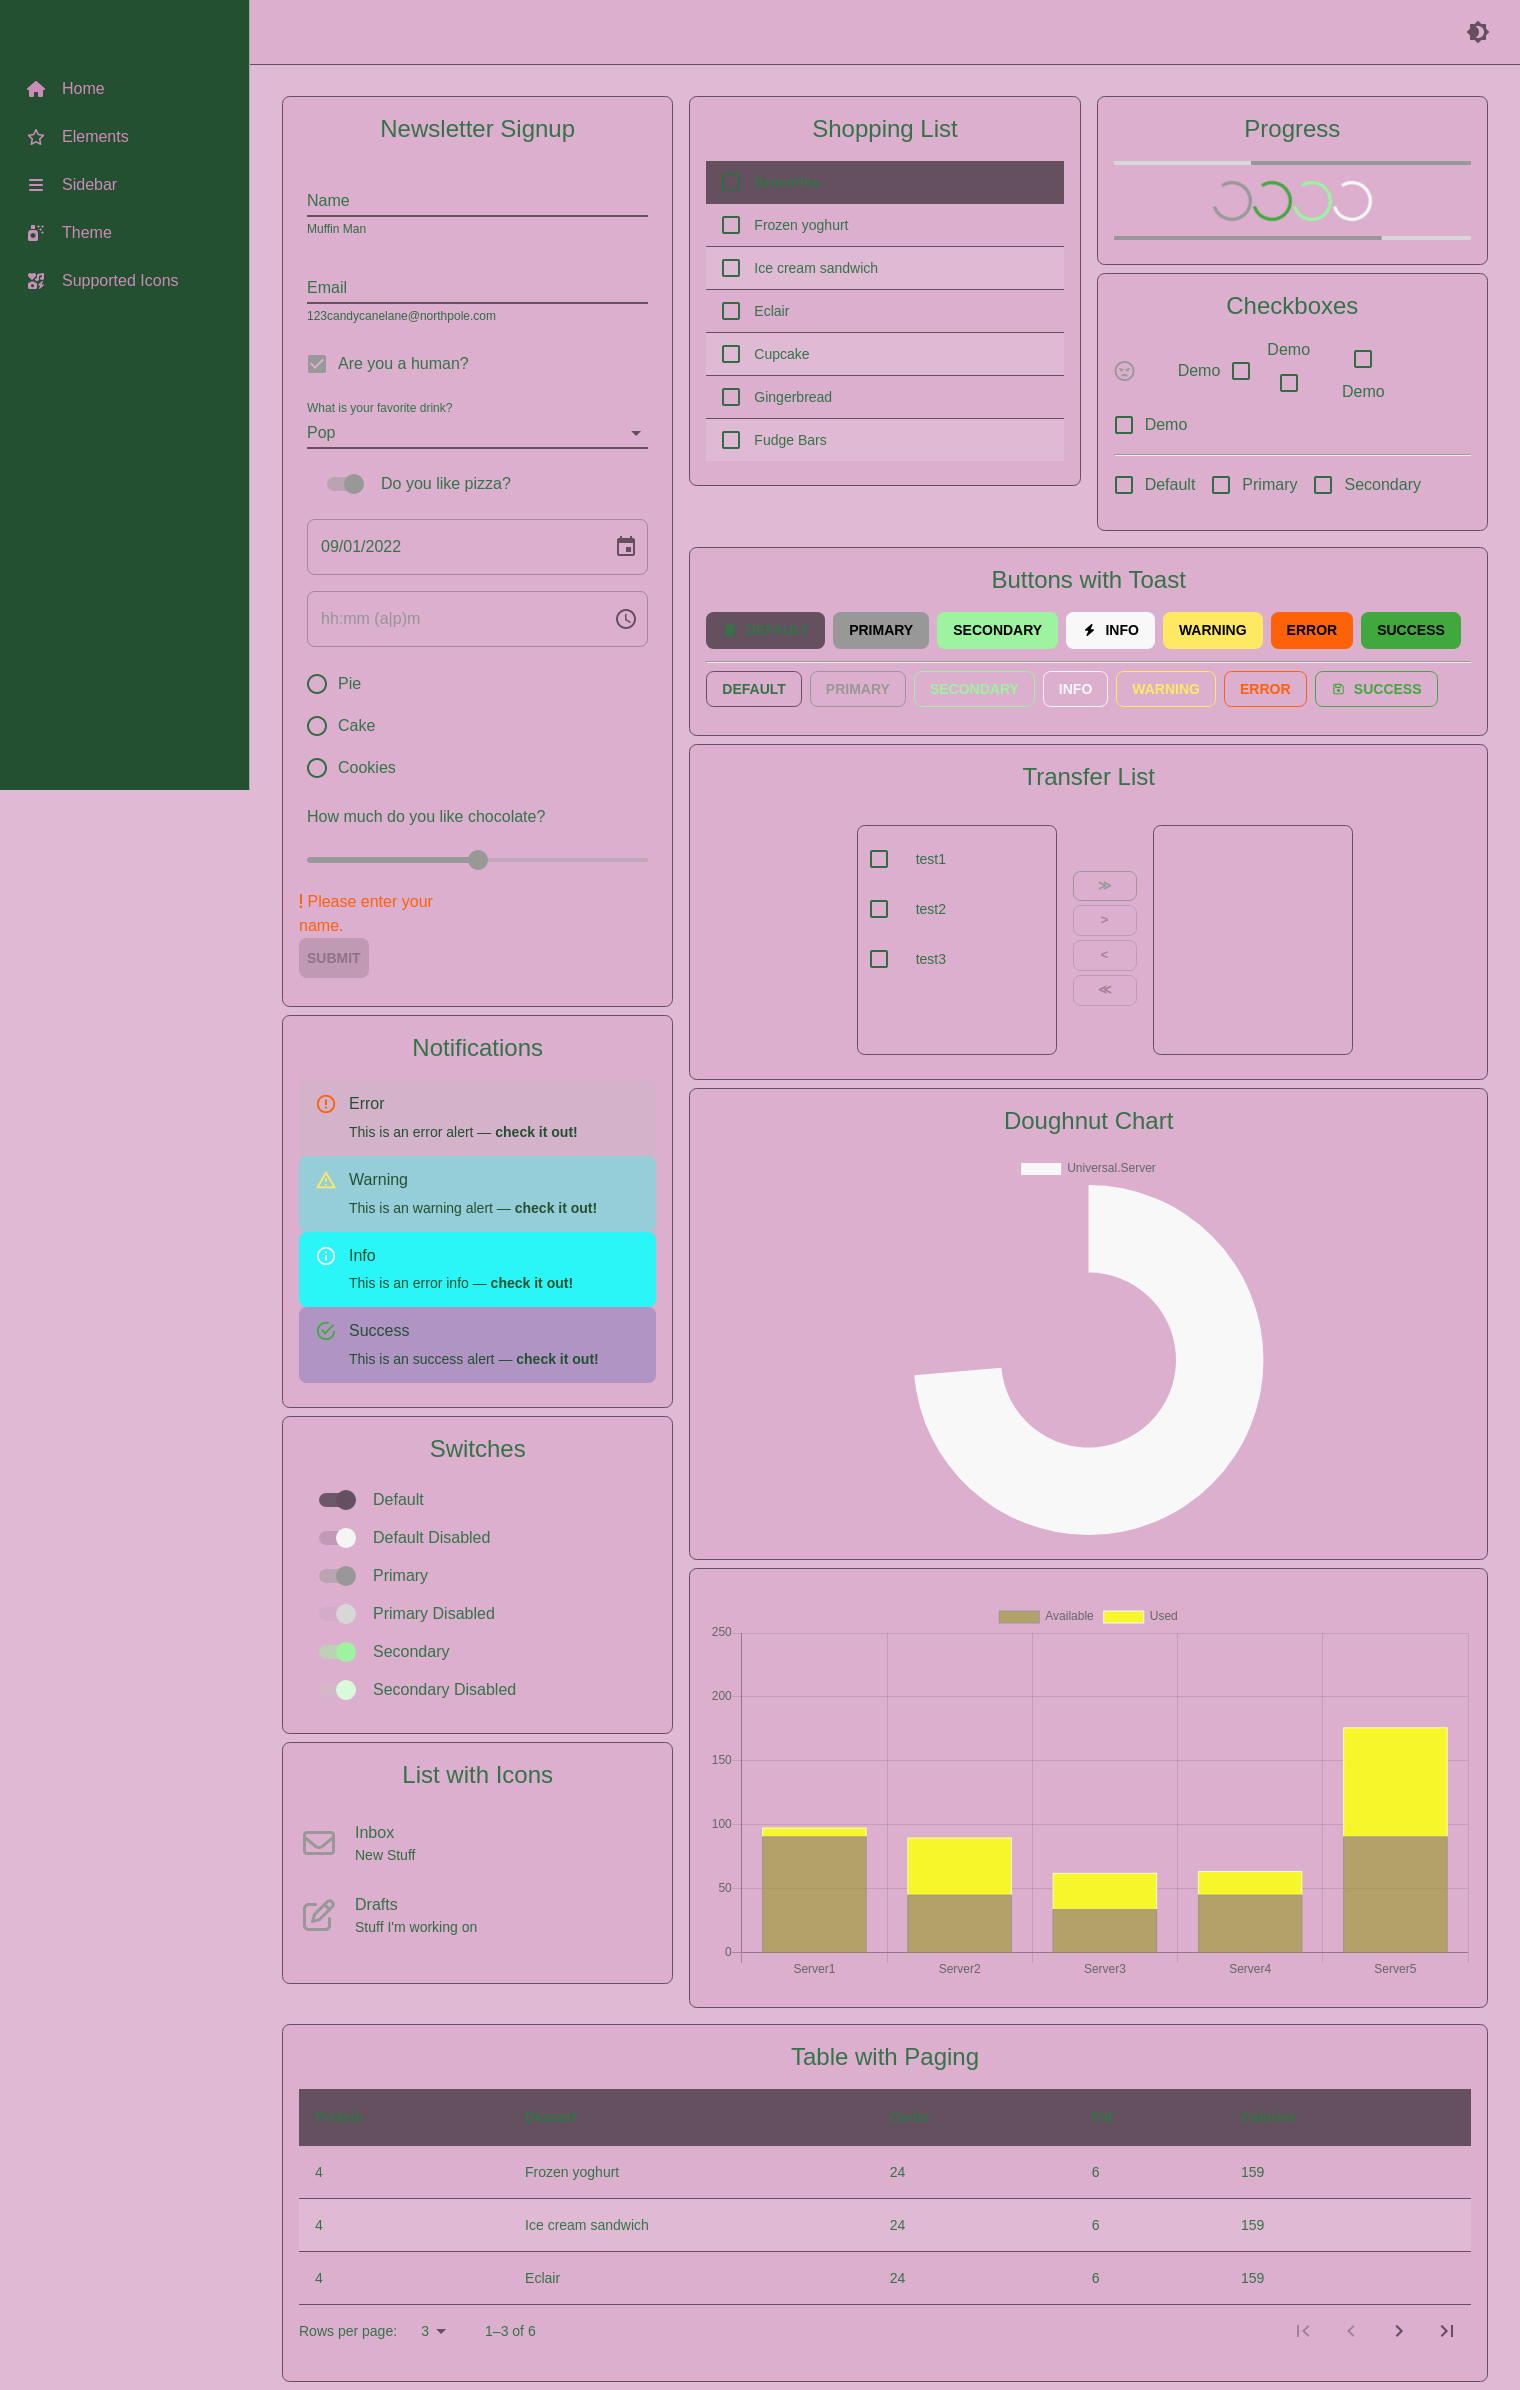 Home
Elements
Sidebar
Theme
Supported Icons
Newsletter Signup
Name
Muffin Man
Email
123candycanelane@northpole.com
Are you a human?
What is your favorite drink?
Pop
Do you like pizza?
09/01/2022
hh:mm (a|p)m
Pie
Cake
Cookies
How much do you like chocolate?
! Please enter your
name.
SUBMIT
Notifications
Error
This is an error alert — check it out!
Warning
This is an warning alert — check it out!
Info
This is an error info — check it out!
Success
This is an success alert — check it out!
Switches
Default
Default Disabled
Primary
Primary Disabled
Secondary
Secondary Disabled
List with Icons
Inbox
New Stuff
Drafts
Stuff I'm working on
Shopping List
Groceries
Frozen yoghurt
Ice cream sandwich
Eclair
Cupcake
Gingerbread
Fudge Bars
Progress
Checkboxes
Demo
Demo
Demo
Demo
Default Primary Secondary
Buttons with Toast
DEFAULT PRIMARY SECONDARY INFO WARNING ERROR SUCCESS
DEFAULT PRIMARY SECONDARY INFO WARNING ERROR SUCCESS
Transfer List
test1
test2
test3
≫
>
<
≪
Doughnut Chart
Universal.Server
Available Used
250
200
150
100
50
0
Server1 Server2 Server3 Server4 Server5
Table with Paging
Protein Dessert Carbs Fat Calories
4 Frozen yoghurt 24 6 159
4 Ice cream sandwich 24 6 159
4 Eclair 24 6 159
Rows per page: 3 1–3 of 6